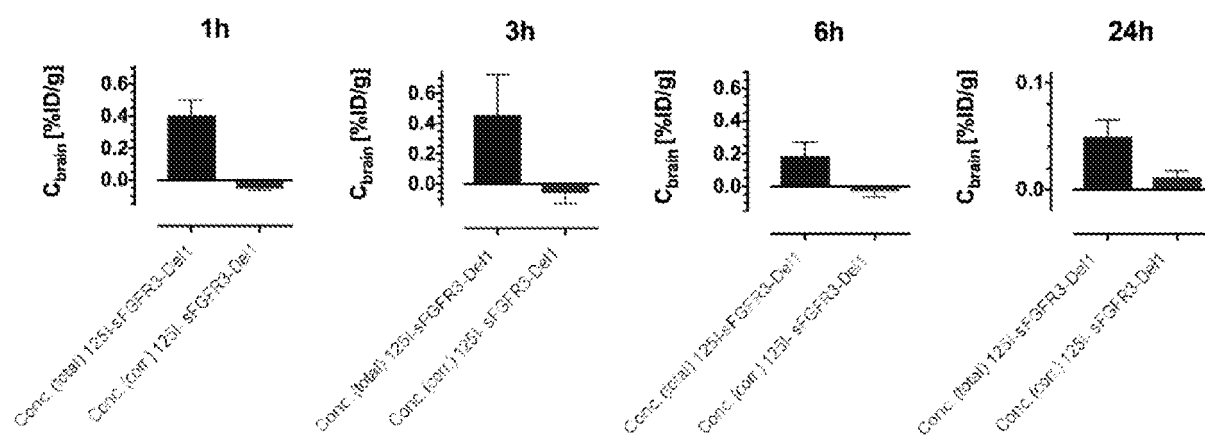 1h
3h
6h
24h
C_brain [%ID/g]
0.6
0.4
0.2
0.0
Conc. (total) 125I-sFGFR3-Del1
Conc. (corr.) 125I- sFGFR3-Del1
C_brain [%ID/g]
0.6
0.4
0.2
0.0
Conc. (total) 125I-sFGFR3-Del1
Conc. (corr.) 125I- sFGFR3-Del1
C_brain [%ID/g]
0.6
0.4
0.2
0.0
Conc. (total) 125I-sFGFR3-Del1
Conc. (corr.) 125I- sFGFR3-Del1
C_brain [%ID/g]
0.1
0.0
Conc. (total) 125I-sFGFR3-Del1
Conc. (corr.) 125I- sFGFR3-Del1